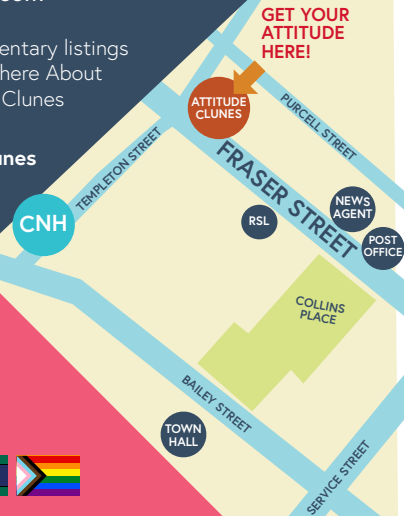 GET YOUR
ATTITUDE
HERE!
entary listings
here About
Clunes
ATTITUDE
CLUNES
PURCELL STREET
TEMPLETON STREET
FRASER STREET
CNH
NEWS
AGENT
RSL
POST
OFFICE
COLLINS
PLACE
BAILEY STREET
TOWN
HALL
SERVICE STREET